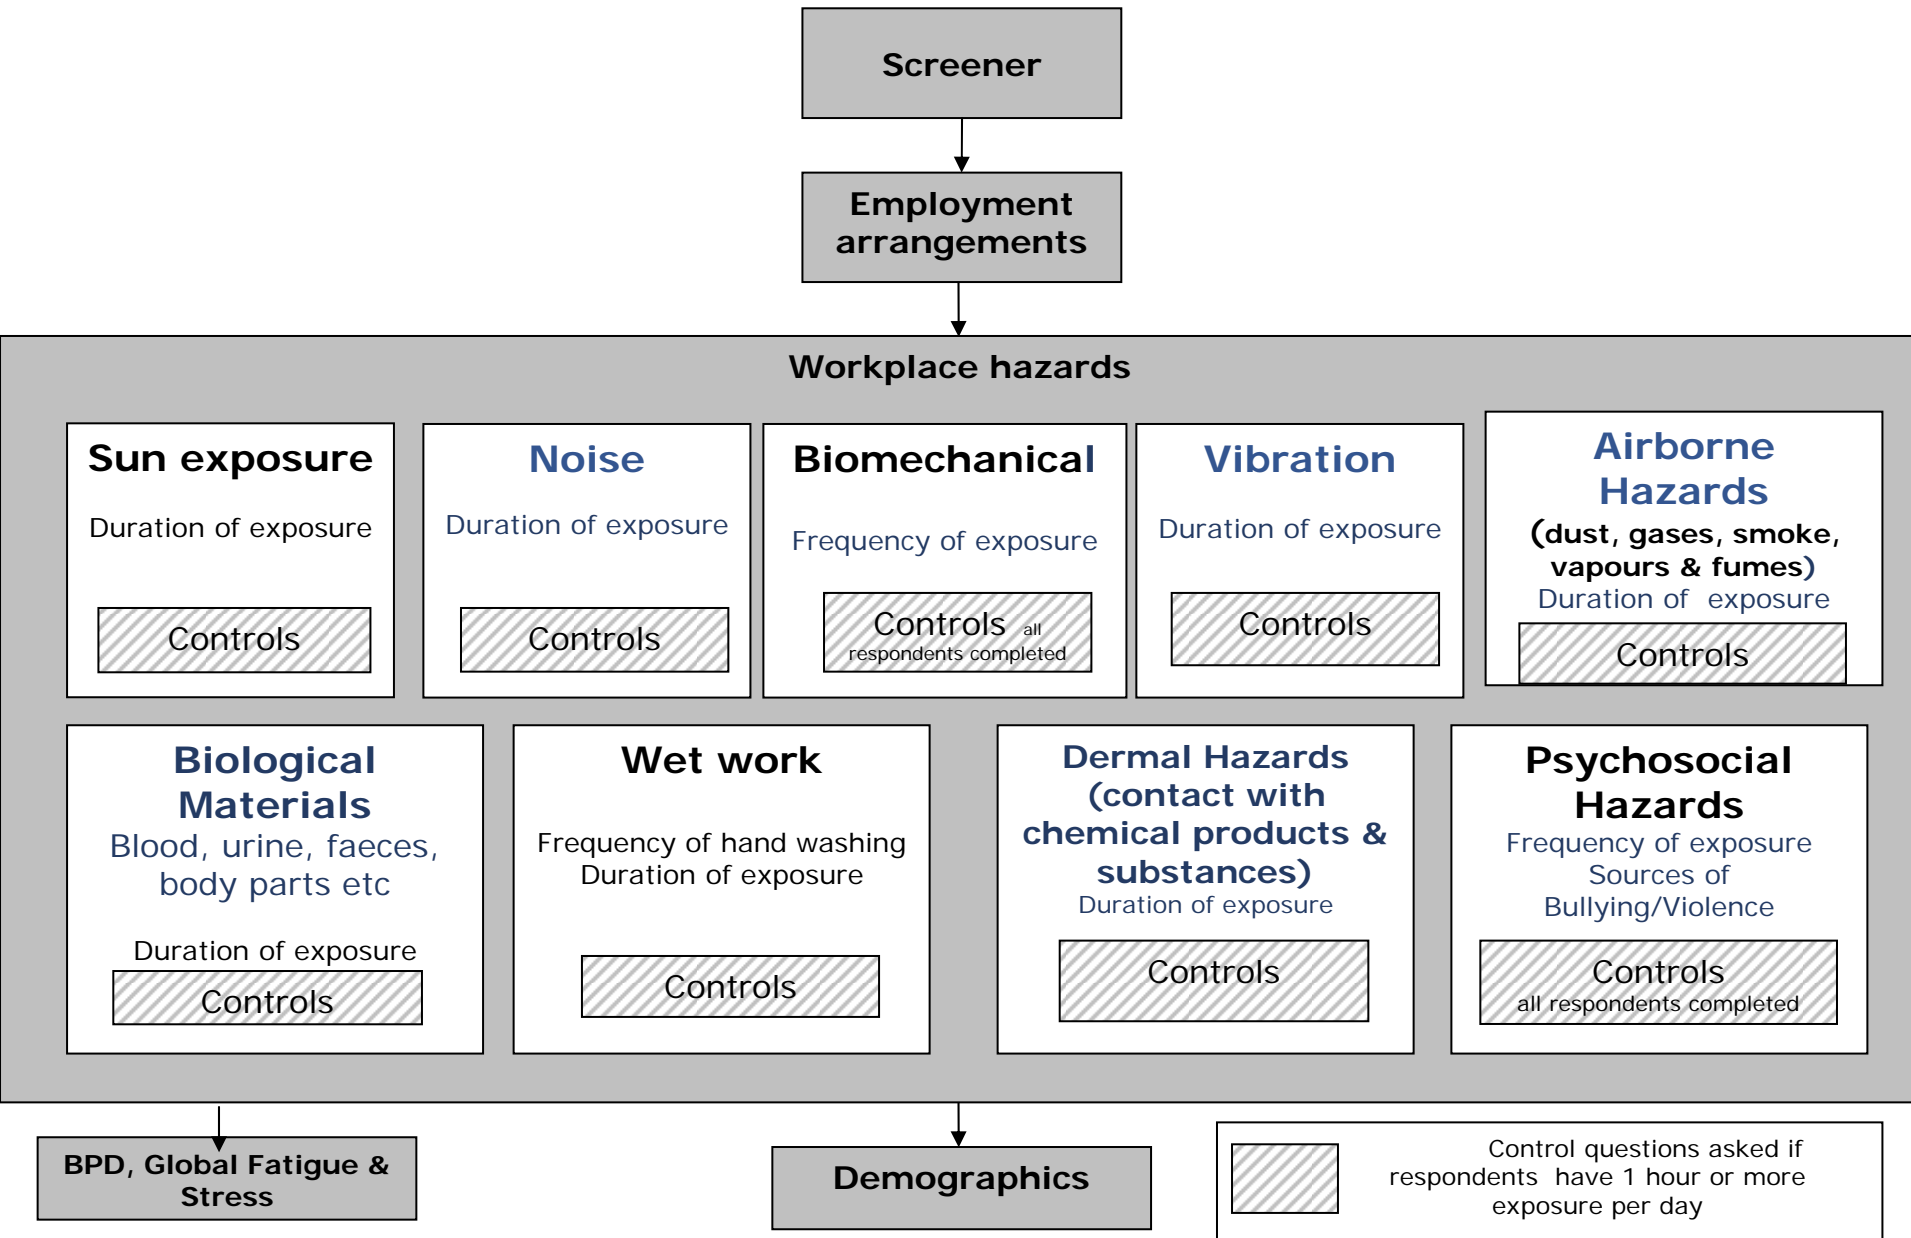 Screener
Employment
arrangements
Workplace hazards
Sun exposure
Duration of exposure
Controls
Noise
Duration of exposure
Controls
Biomechanical
Frequency of exposure
Controls all
respondents completed
Vibration
Duration of exposure
Controls
Airborne
Hazards
(dust, gases, smoke,
vapours & fumes)
Duration of exposure
Controls
Biological
Materials
Blood, urine, faeces,
body parts etc
Duration of exposure
Controls
Wet work
Frequency of hand washing
Duration of exposure
Controls
Dermal Hazards
(contact with
chemical products &
substances)
Duration of exposure
Controls
Psychosocial
Hazards
Frequency of exposure
Sources of
Bullying/Violence
Controls
all respondents completed
BPD, Global Fatigue &
Stress
Demographics
Control questions asked if
respondents have 1 hour or more
exposure per day